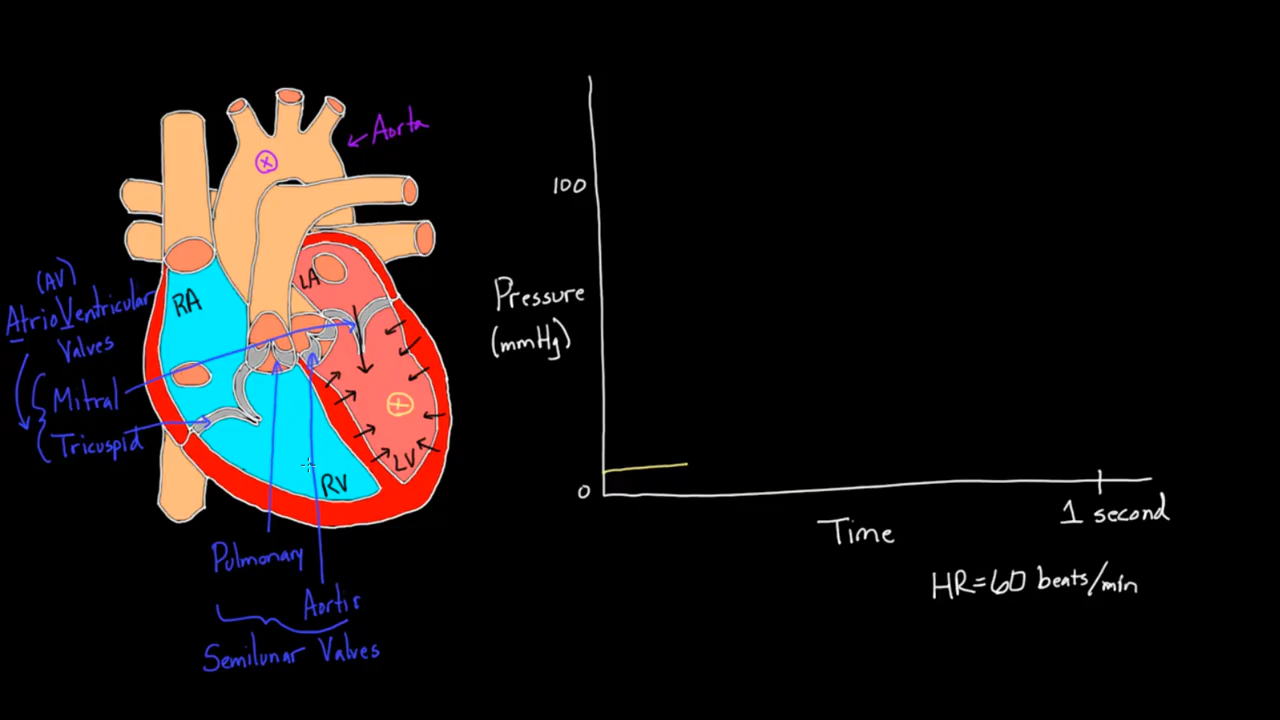 Aorta
(AV)
AtrioVentricular
Valves
Mitral
Tricuspid
RA
LA
RV
LV
Pulmonary
Aortic
Semilunar Valves
100
Pressure
(mmHg)
0
Time
1 second
HR=60 beats/min